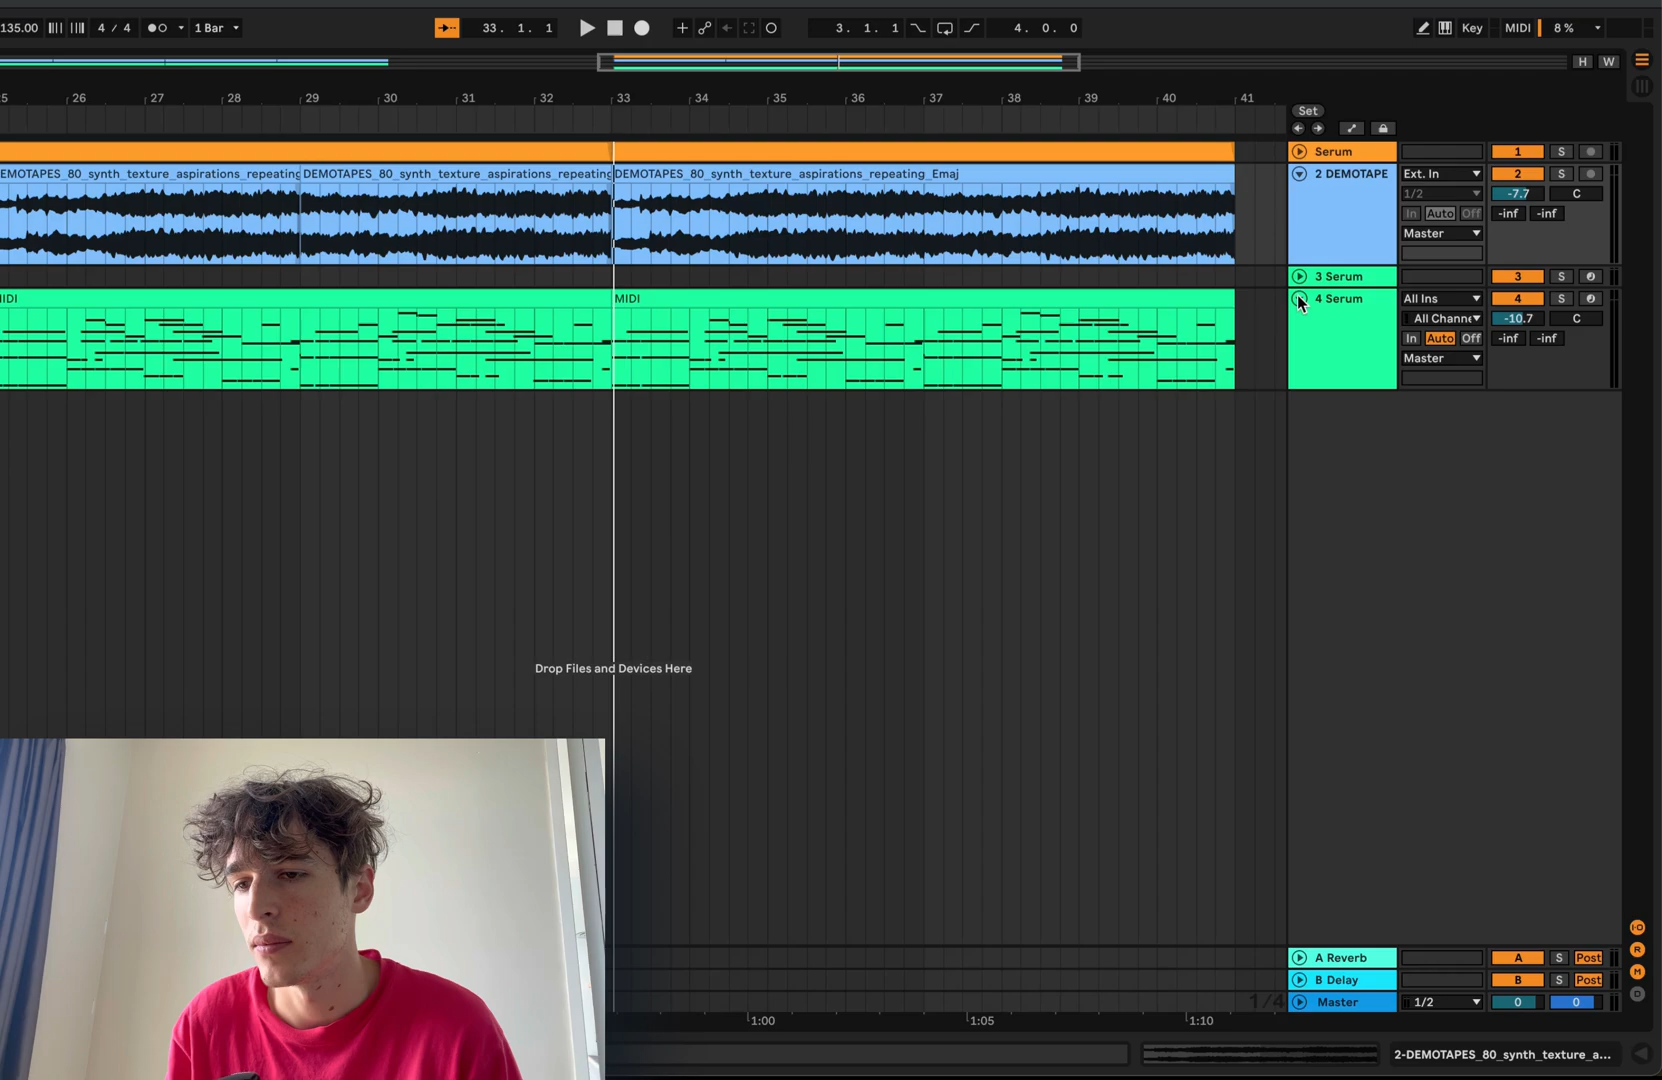 135.00 4 / 4 1 Bar 33. 1. 1 3. 1. 1 4. 0. 0 Key MIDI 8 %
H W
5 26 27 28 29 30 31 32 33 34 35 36 37 38 39 40 41
Set
Serum 1 S
EMOTAPES_80_synth_texture_aspirations_repeating DEMOTAPES_80_synth_texture_aspirations_repeating DEMOTAPES_80_synth_texture_aspirations_repeating_Emaj 2 DEMOTAPE Ext. In 2 S
1/2 -7.7 C
In Auto Off -inf -inf
Master
3 Serum 3 S
MIDI MIDI 4 Serum All Ins 4 S
All Channe -10.7 C
In Auto Off -inf -inf
Master
Drop Files and Devices Here
A Reverb A S Post
B Delay B S Post
1/4 Master 1/2 0 0
1:00 1:05 1:10
2-DEMOTAPES_80_synth_texture_a...
I·O
R
M
D